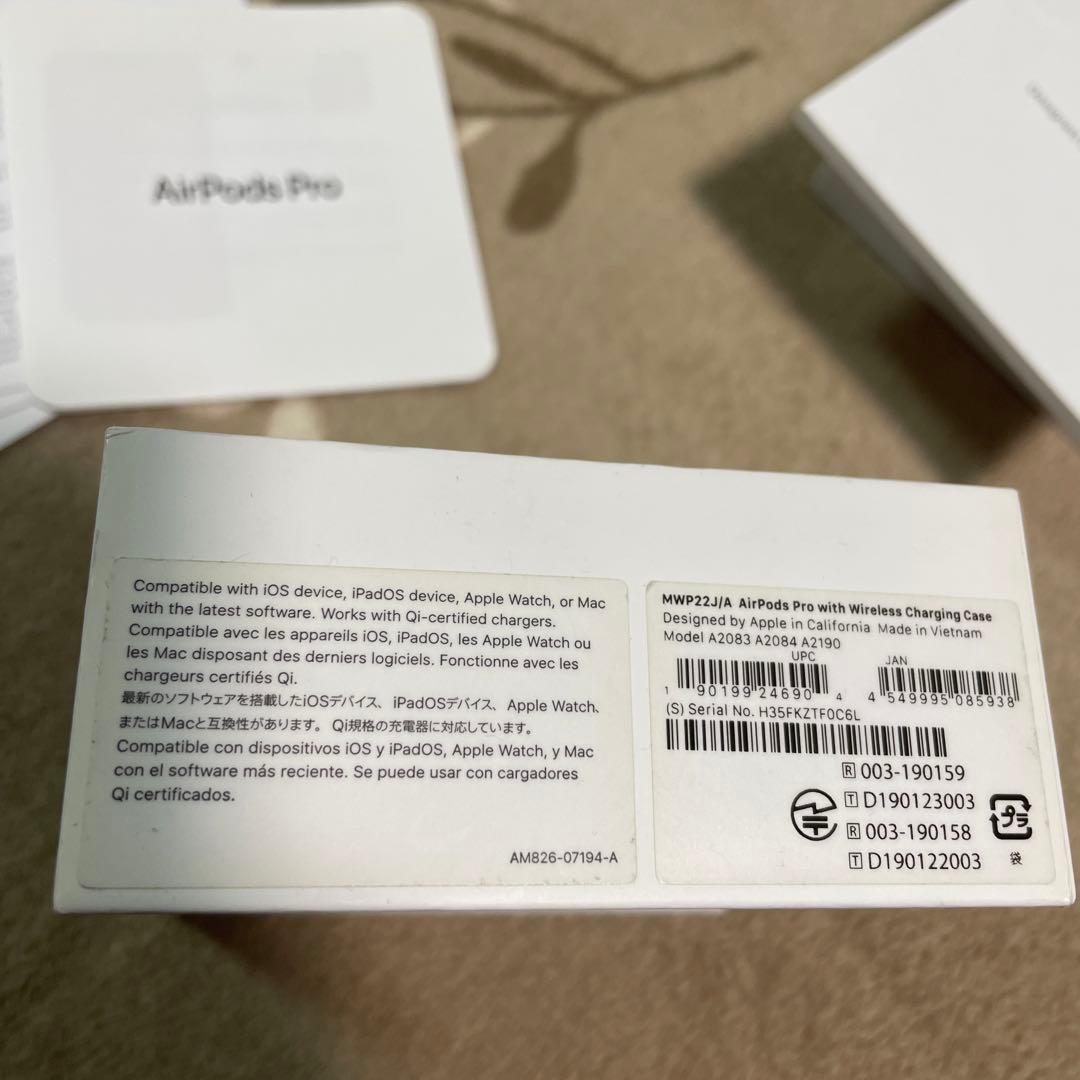 AirPods Pro
Compatible with iOS device, iPadOS device, Apple Watch, or Mac
with the latest software. Works with Qi-certified chargers.
Compatible avec les appareils iOS, iPadOS, les Apple Watch ou
les Mac disposant des derniers logiciels. Fonctionne avec les
chargeurs certifiés Qi.
最新のソフトウェアを搭載したiOSデバイス、iPadOSデバイス、Apple Watch、
またはMacと互換性があります。Qi規格の充電器に対応しています。
Compatible con dispositivos iOS y iPadOS, Apple Watch, y Mac
con el software más reciente. Se puede usar con cargadores
Qi certificados.
AM826-07194-A
MWP22J/A AirPods Pro with Wireless Charging Case
Designed by Apple in California Made in Vietnam
Model A2083 A2084 A2190
UPC JAN
1 90199 24690 4 4 549995 085938
(S) Serial No. H35FKZTF0C6L
R 003-190159
T D190123003
R 003-190158
T D190122003
プラ
袋